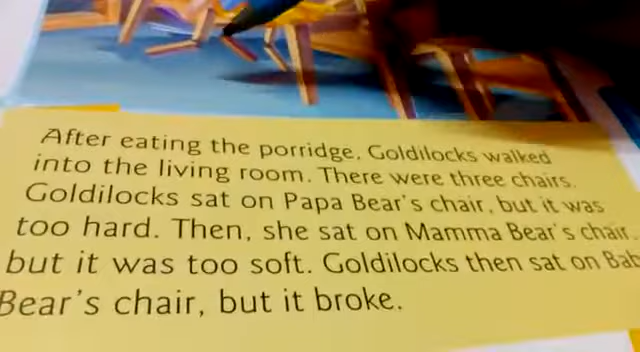 After eating the porridge, Goldilocks walked
into the living room. There were three chairs.
Goldilocks sat on Papa Bear's chair, but it was
too hard. Then, she sat on Mamma Bear's chair,
but it was too soft. Goldilocks then sat on Bab
Bear's chair, but it broke.